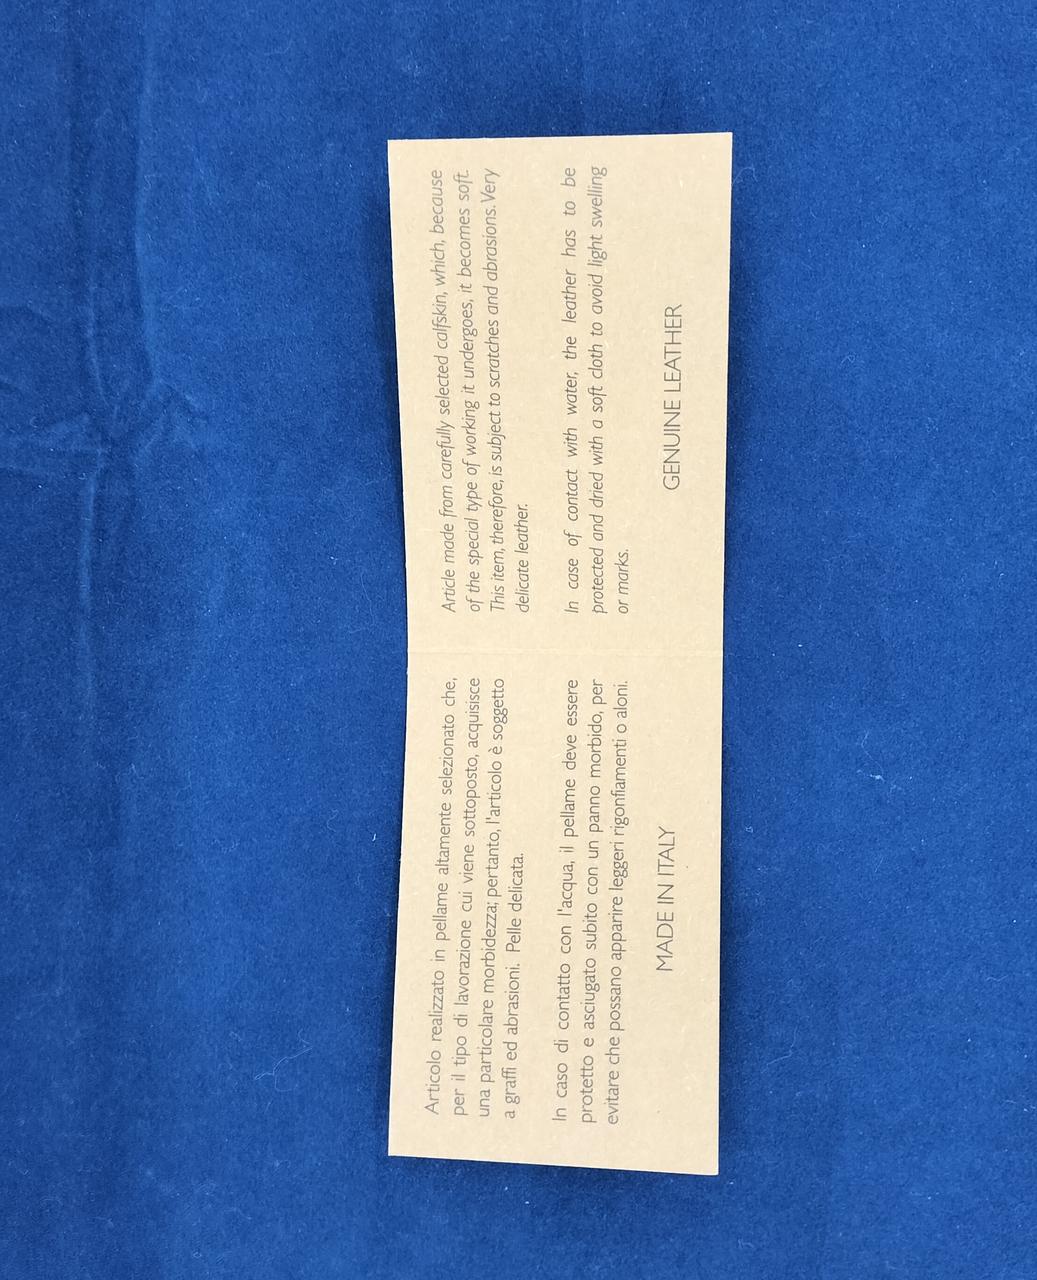 Articolo realizzato in pellame altamente selezionato che,
per il tipo di lavorazione cui viene sottoposto, acquisisce
una particolare morbidezza; pertanto, l'articolo è soggetto
a graffi ed abrasioni. Pelle delicata.
In caso di contatto con l'acqua, il pellame deve essere
protetto e asciugato subito con un panno morbido, per
evitare che possano apparire leggeri rigonfiamenti o aloni.
MADE IN ITALY
Article made from carefully selected calfskin, which, because
of the special type of working it undergoes, it becomes soft.
This item, therefore, is subject to scratches and abrasions. Very
delicate leather.
In case of contact with water, the leather has to be
protected and dried with a soft cloth to avoid light swelling
or marks.
GENUINE LEATHER